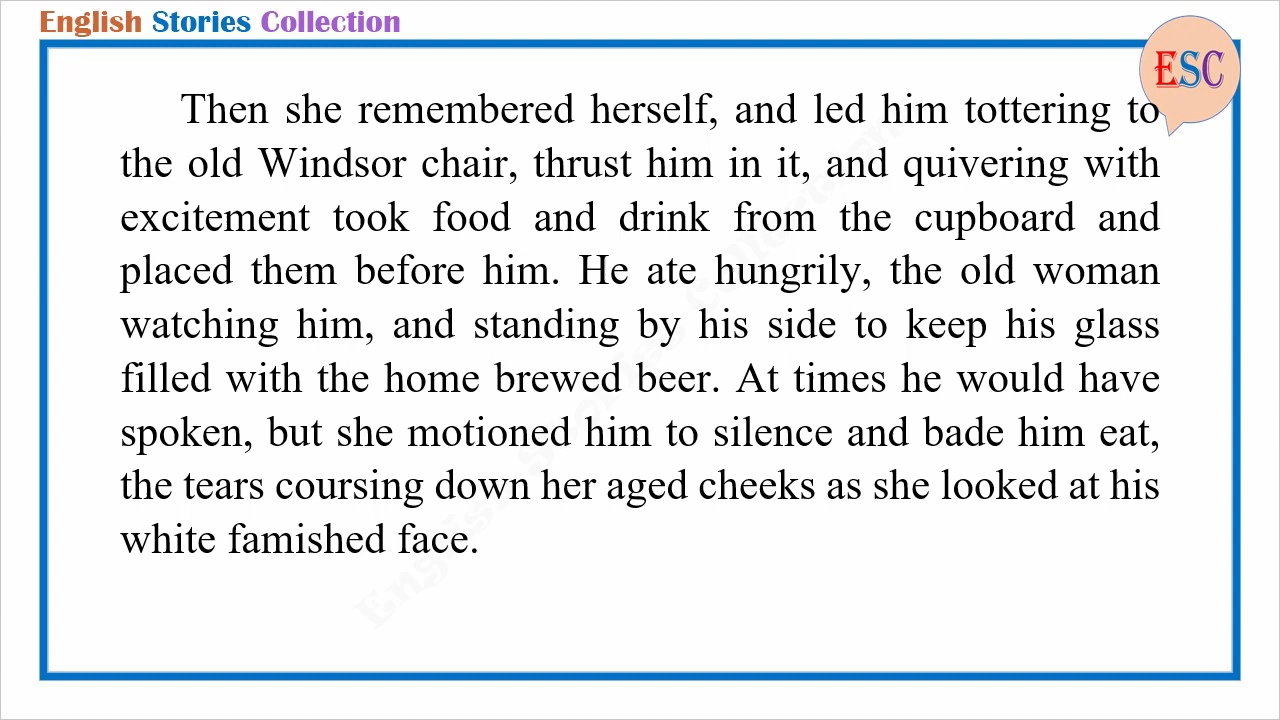 English Stories Collection
ESC
Then she remembered herself, and led him tottering to
the old Windsor chair, thrust him in it, and quivering with
excitement took food and drink from the cupboard and
placed them before him. He ate hungrily, the old woman
watching him, and standing by his side to keep his glass
filled with the home brewed beer. At times he would have
spoken, but she motioned him to silence and bade him eat,
the tears coursing down her aged cheeks as she looked at his
white famished face.
English Stories Collection